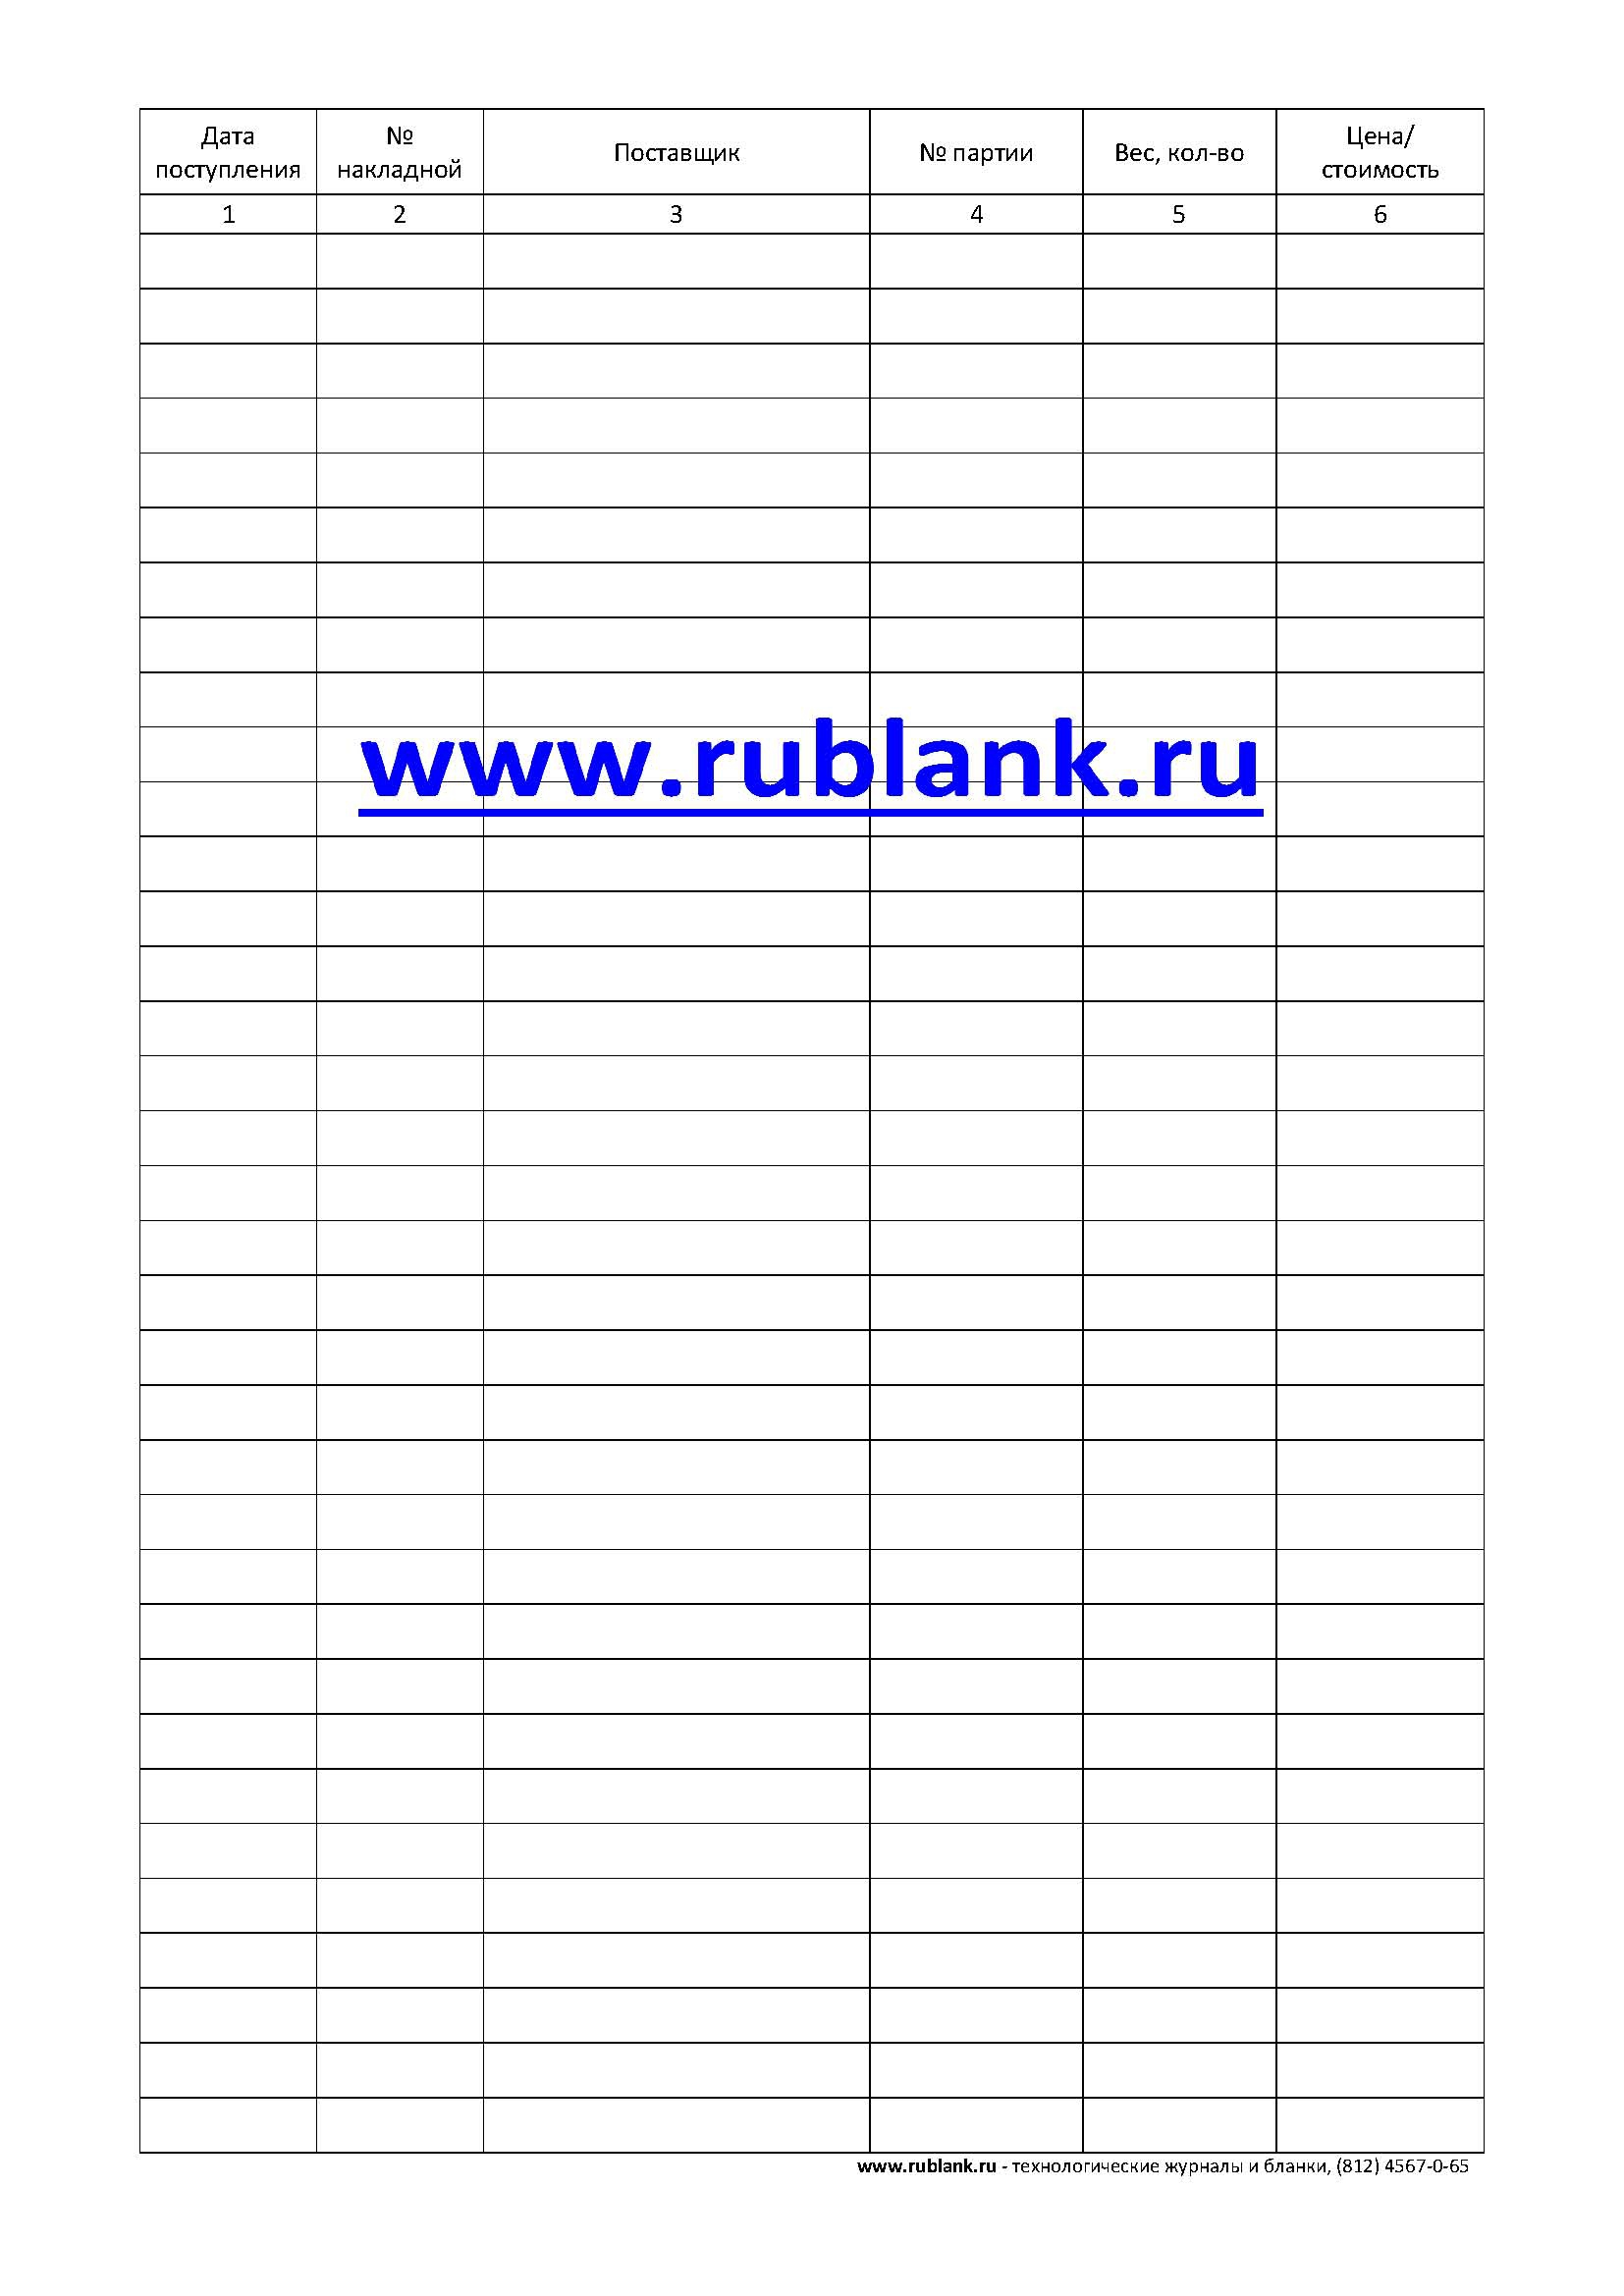 Дата поступления № накладной Поставщик № партии Вес, кол-во Цена/ стоимость
1 2 3 4 5 6
www.rublank.ru
www.rublank.ru - технологические журналы и бланки, (812) 4567-0-65